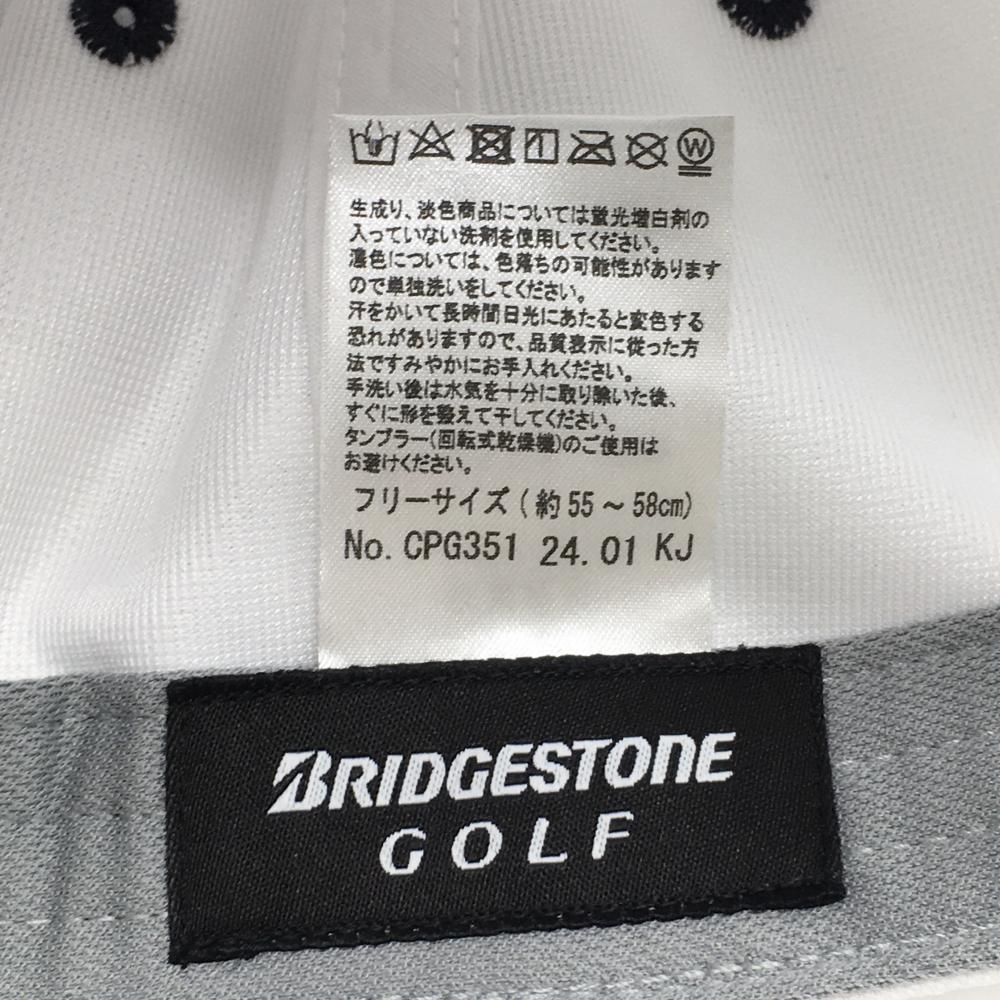 W
生成り、淡色商品については蛍光増白剤の
入っていない洗剤を使用してください。
濃色については、色落ちの可能性があります
ので単独洗いをしてください。
汗をかいて長時間日光にあたると変色する
恐れがありますので、品質表示に従った方
法ですみやかにお手入れください。
手洗い後は水気を十分に取り除いた後、
すぐに形を整えて干してください。
タンブラー(回転式乾燥機)のご使用は
お避けください。
フリーサイズ(約55～58cm)
No. CPG351 24.01 KJ
BRIDGESTONE
GOLF